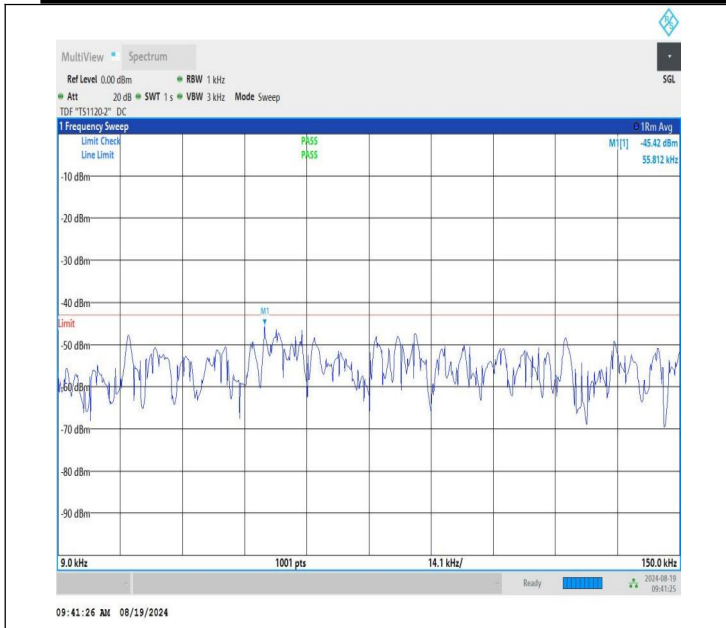 R S
MultiView Spectrum
Ref Level 0.00 dBm RBW 1 kHz SGL
Att 20 dB SWT 1 s VBW 3 kHz Mode Sweep
TDF "TS1120-2" DC
1 Frequency Sweep 1Rm Avg
Limit Check PASS M1[1] -45.42 dBm
Line Limit PASS 55.812 kHz
-10 dBm
-20 dBm
-30 dBm
-40 dBm
M1
Limit
-50 dBm
-60 dBm
-70 dBm
-80 dBm
-90 dBm
9.0 kHz 1001 pts 14.1 kHz/ 150.0 kHz
Ready 2024-08-19
09:41:25
09:41:26 AM 08/19/2024